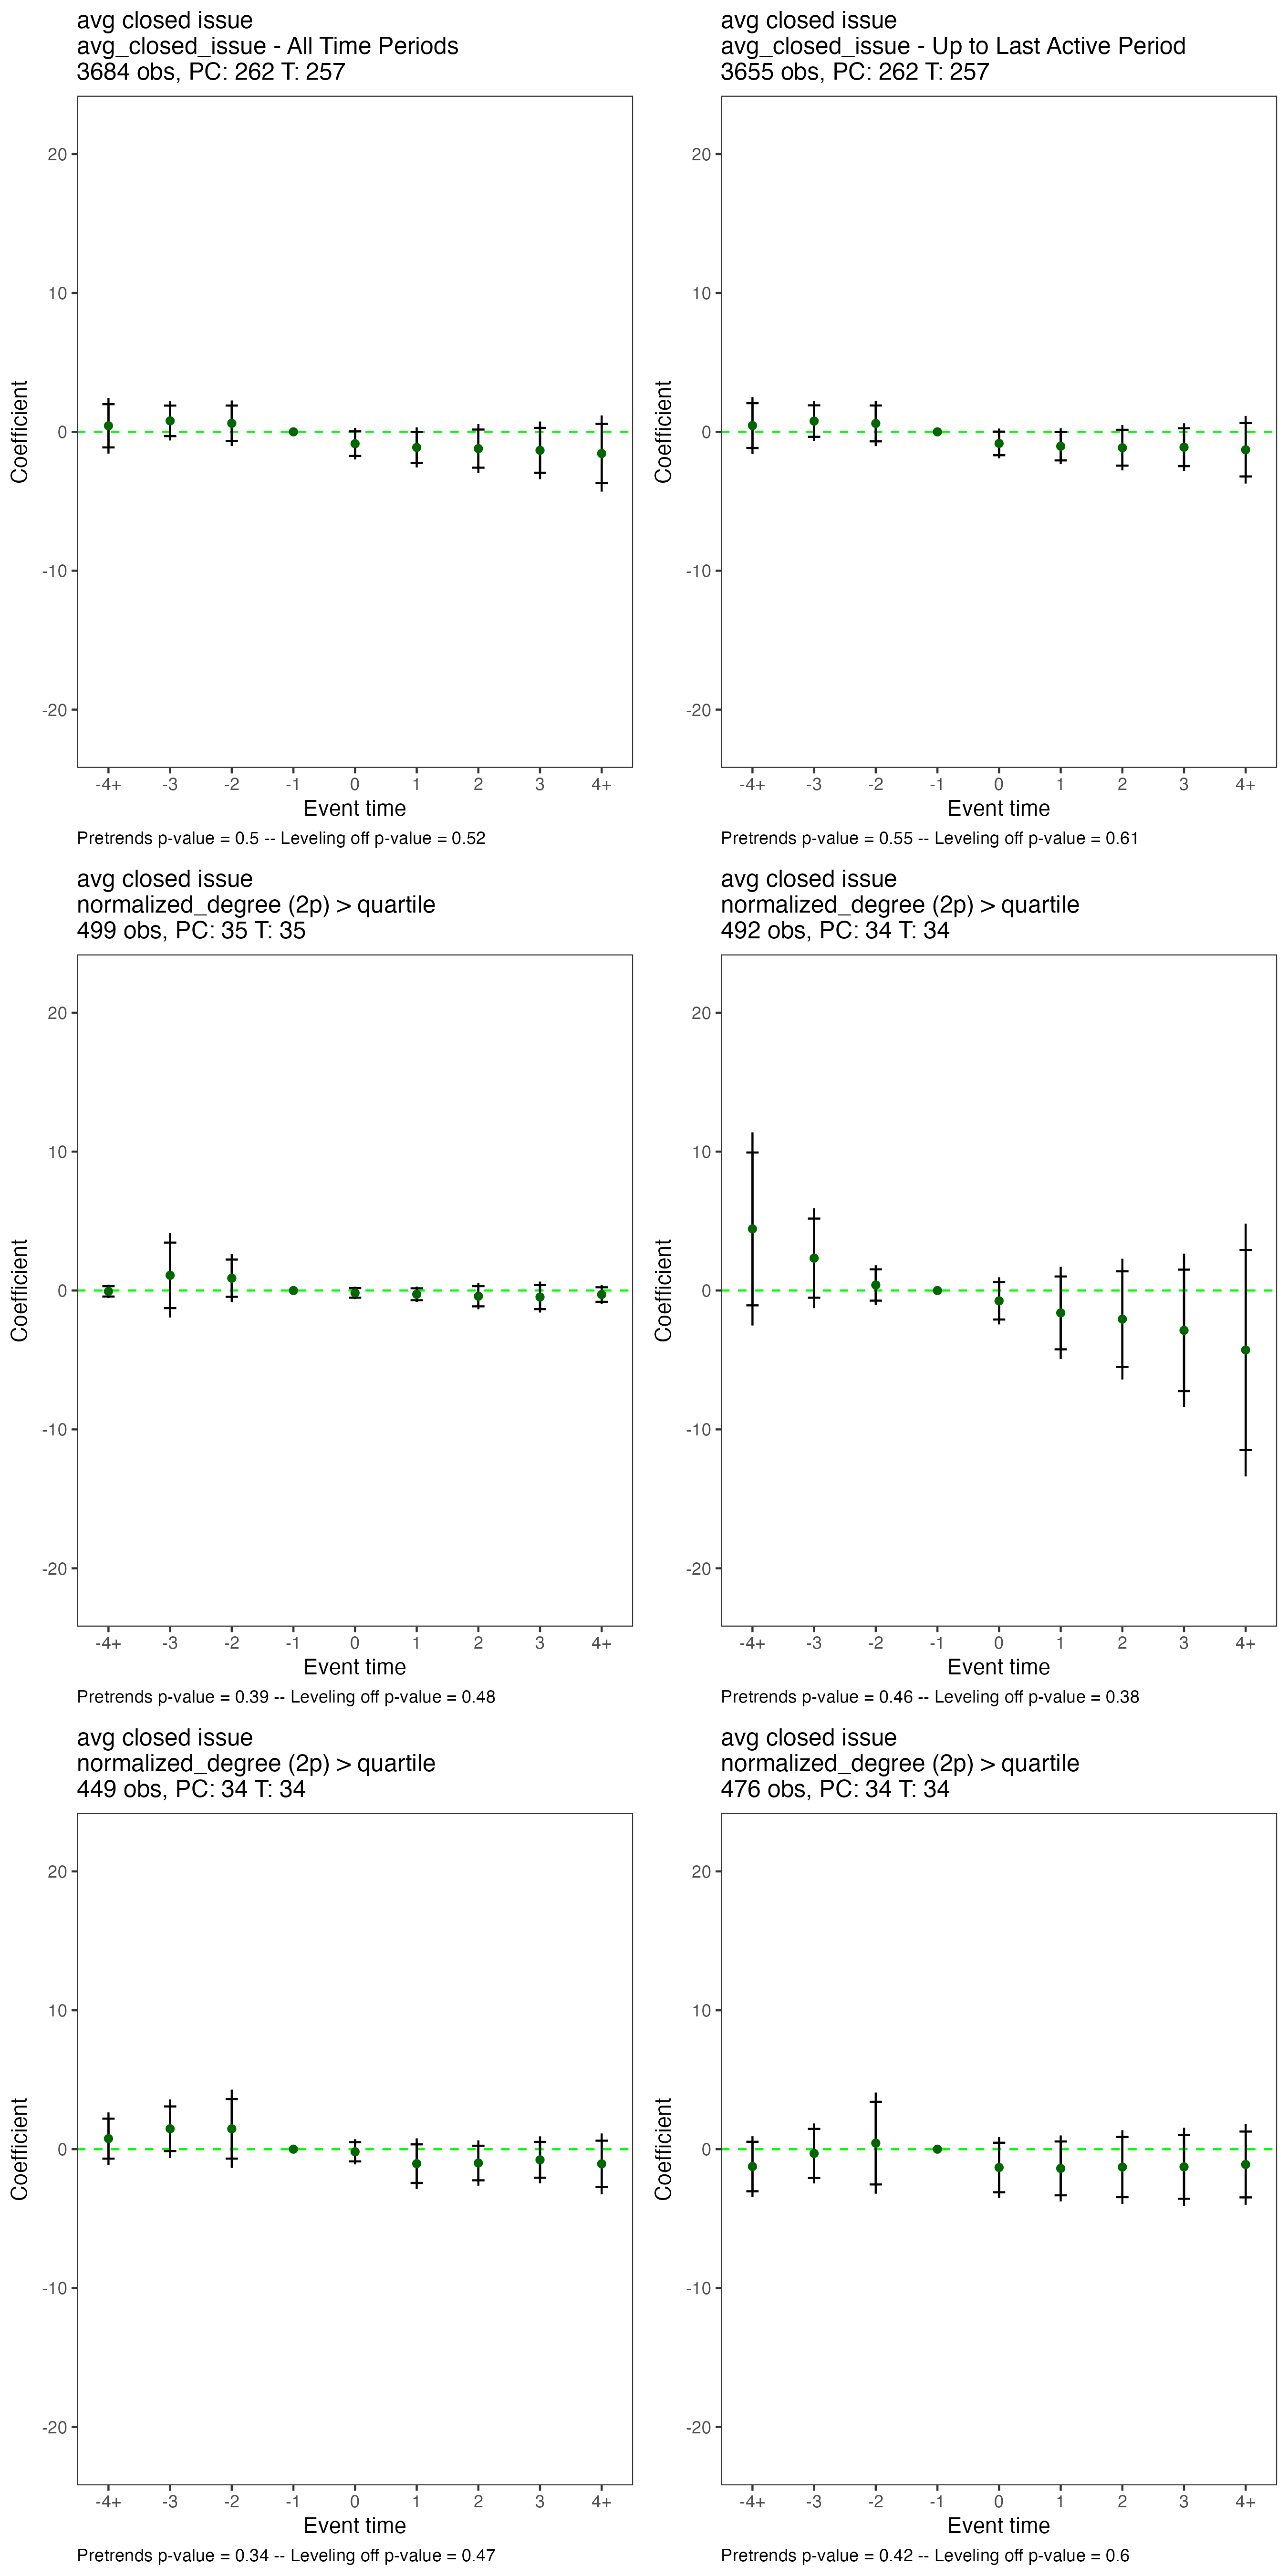 avg closed issue
avg_closed_issue - All Time Periods
3684 obs, PC: 262 T: 257
20
10
0
-10
-20
Coefficient
-4+ -3 -2 -1 0 1 2 3 4+
Event time
Pretrends p-value = 0.5 -- Leveling off p-value = 0.52
avg closed issue
avg_closed_issue - Up to Last Active Period
3655 obs, PC: 262 T: 257
20
10
0
-10
-20
Coefficient
-4+ -3 -2 -1 0 1 2 3 4+
Event time
Pretrends p-value = 0.55 -- Leveling off p-value = 0.61
avg closed issue
normalized_degree (2p) > quartile
499 obs, PC: 35 T: 35
20
10
0
-10
-20
Coefficient
-4+ -3 -2 -1 0 1 2 3 4+
Event time
Pretrends p-value = 0.39 -- Leveling off p-value = 0.48
avg closed issue
normalized_degree (2p) > quartile
492 obs, PC: 34 T: 34
20
10
0
-10
-20
Coefficient
-4+ -3 -2 -1 0 1 2 3 4+
Event time
Pretrends p-value = 0.46 -- Leveling off p-value = 0.38
avg closed issue
normalized_degree (2p) > quartile
449 obs, PC: 34 T: 34
20
10
0
-10
-20
Coefficient
-4+ -3 -2 -1 0 1 2 3 4+
Event time
Pretrends p-value = 0.34 -- Leveling off p-value = 0.47
avg closed issue
normalized_degree (2p) > quartile
476 obs, PC: 34 T: 34
20
10
0
-10
-20
Coefficient
-4+ -3 -2 -1 0 1 2 3 4+
Event time
Pretrends p-value = 0.42 -- Leveling off p-value = 0.6